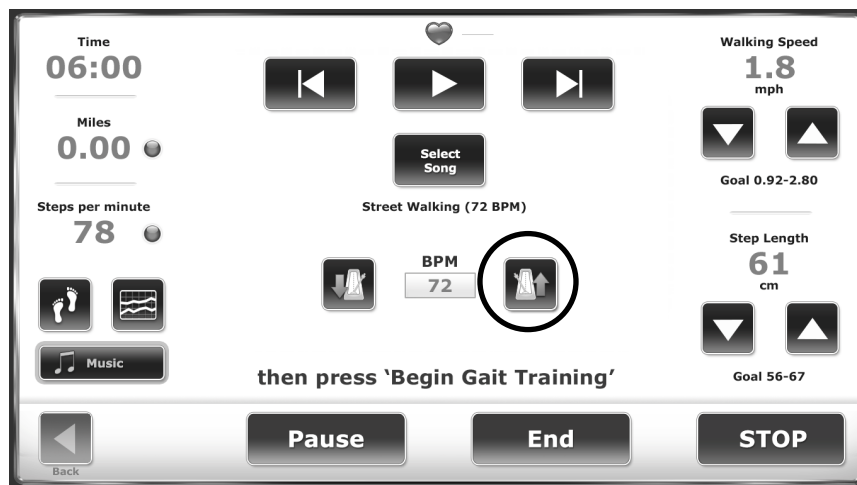 Time
06:00
Miles
0.00
Steps per minute
78
Music
Select
Song
Street Walking (72 BPM)
BPM
72
then press ‘Begin Gait Training’
Walking Speed
1.8
mph
Goal 0.92-2.80
Step Length
61
cm
Goal 56-67
Back
Pause
End
STOP